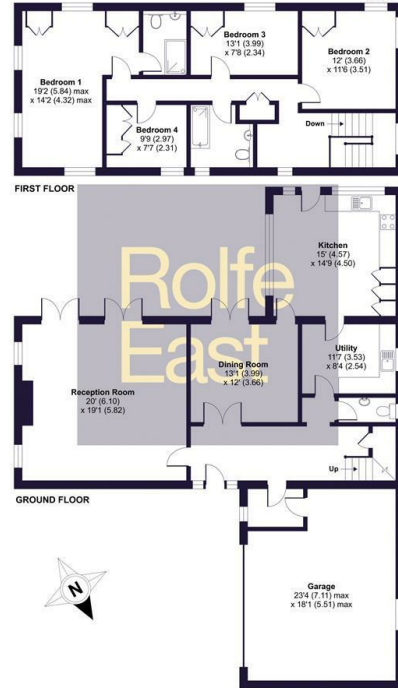 Bedroom 3
13'1 (3.99)
x 7'8 (2.34)
Bedroom 2
12' (3.66)
x 11'6 (3.51)
Bedroom 1
19'2 (5.84) max
x 14'2 (4.32) max
Bedroom 4
9'9 (2.97)
x 7'7 (2.31)
Down
FIRST FLOOR
Kitchen
15' (4.57)
x 14'9 (4.50)
Rolfe
East
Utility
11'7 (3.53)
x 8'4 (2.54)
Dining Room
13'1 (3.99)
x 12' (3.66)
Reception Room
20' (6.10)
x 19'1 (5.82)
Up
GROUND FLOOR
Garage
23'4 (7.11) max
x 18'1 (5.51) max
N